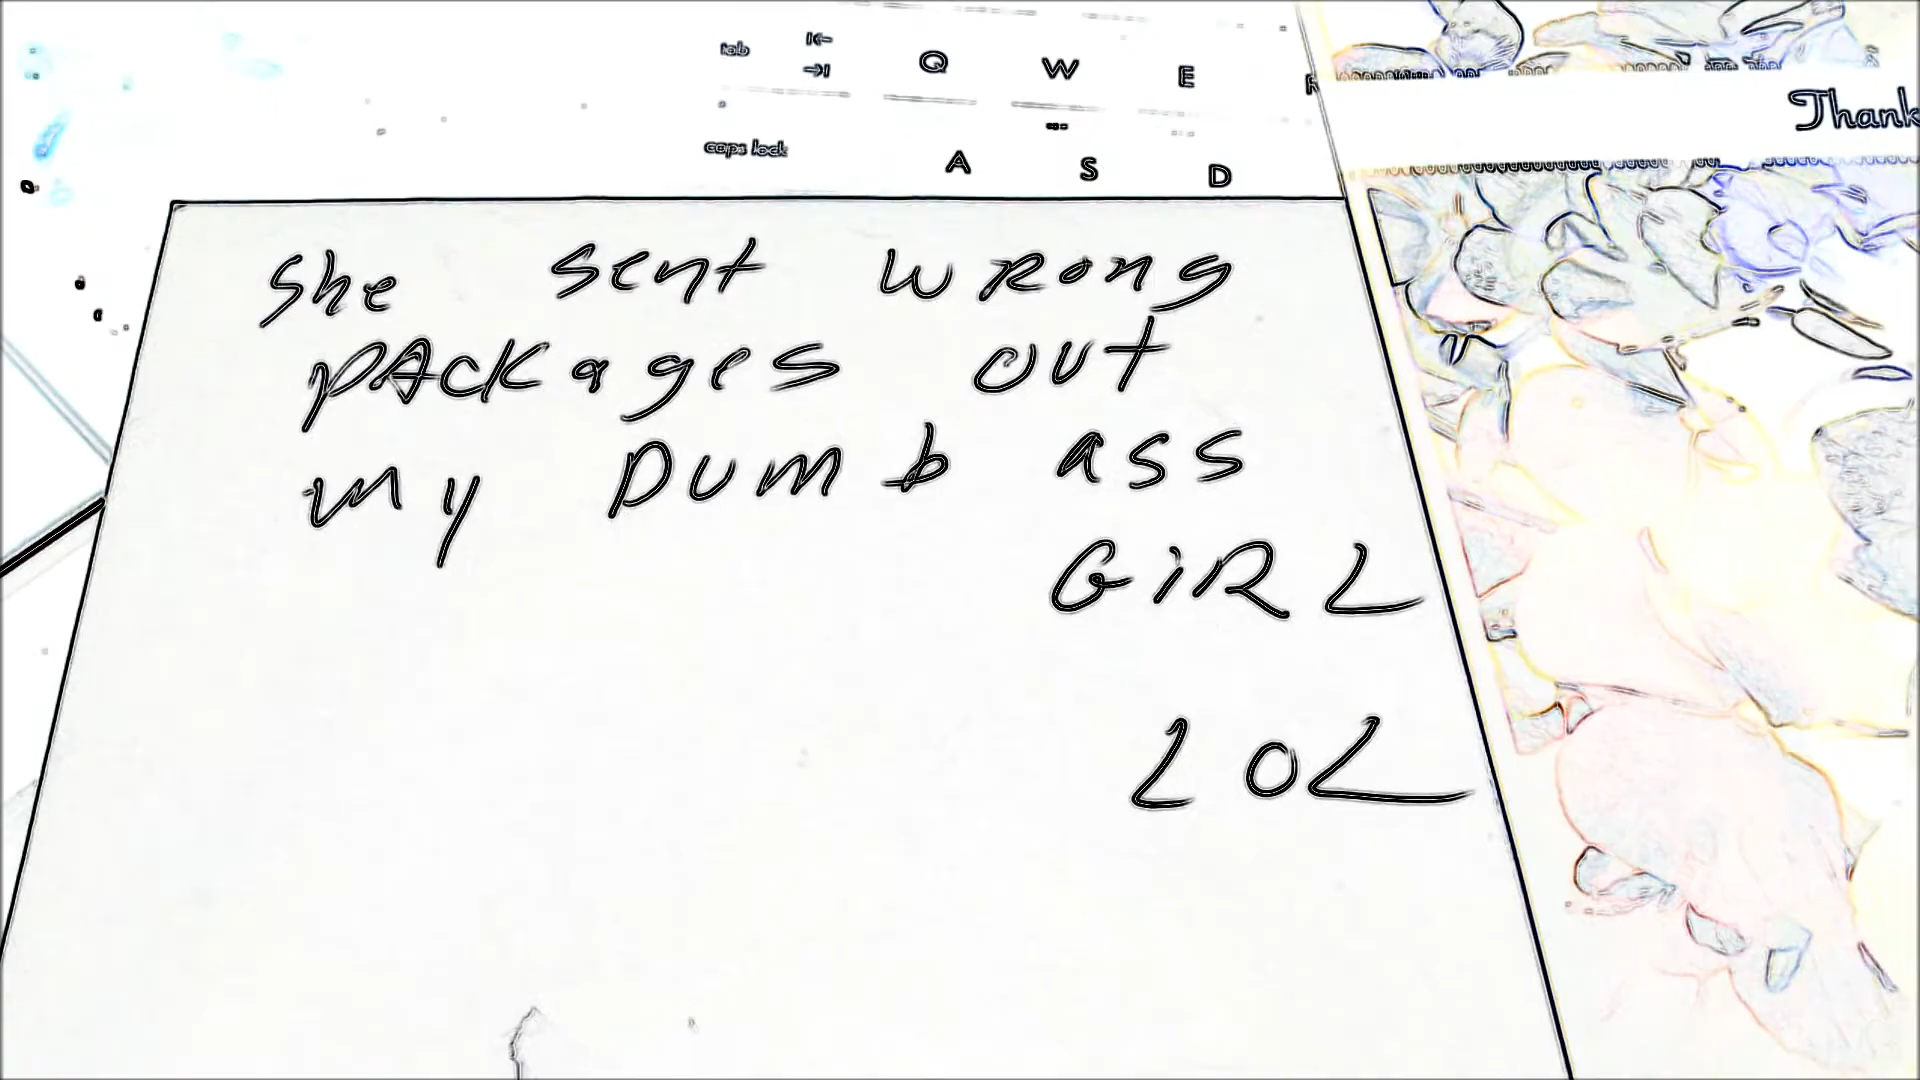 tab Q W E R
caps lock A S D
Thank
She sent wrong
PACKages out
my Dumb ass
GiRL
LOL